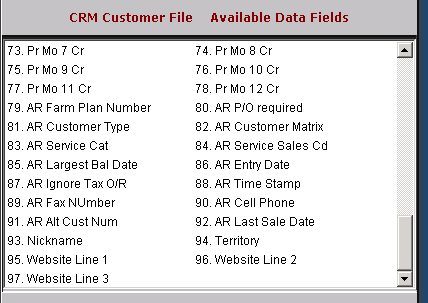 CRM Customer File Available Data Fields
73. Pr Mo 7 Cr 74. Pr Mo 8 Cr
75. Pr Mo 9 Cr 76. Pr Mo 10 Cr
77. Pr Mo 11 Cr 78. Pr Mo 12 Cr
79. AR Farm Plan Number 80. AR P/O required
81. AR Customer Type 82. AR Customer Matrix
83. AR Service Cat 84. AR Service Sales Cd
85. AR Largest Bal Date 86. AR Entry Date
87. AR Ignore Tax O/R 88. AR Time Stamp
89. AR Fax NUmber 90. AR Cell Phone
91. AR Alt Cust Num 92. AR Last Sale Date
93. Nickname 94. Territory
95. Website Line 1 96. Website Line 2
97. Website Line 3